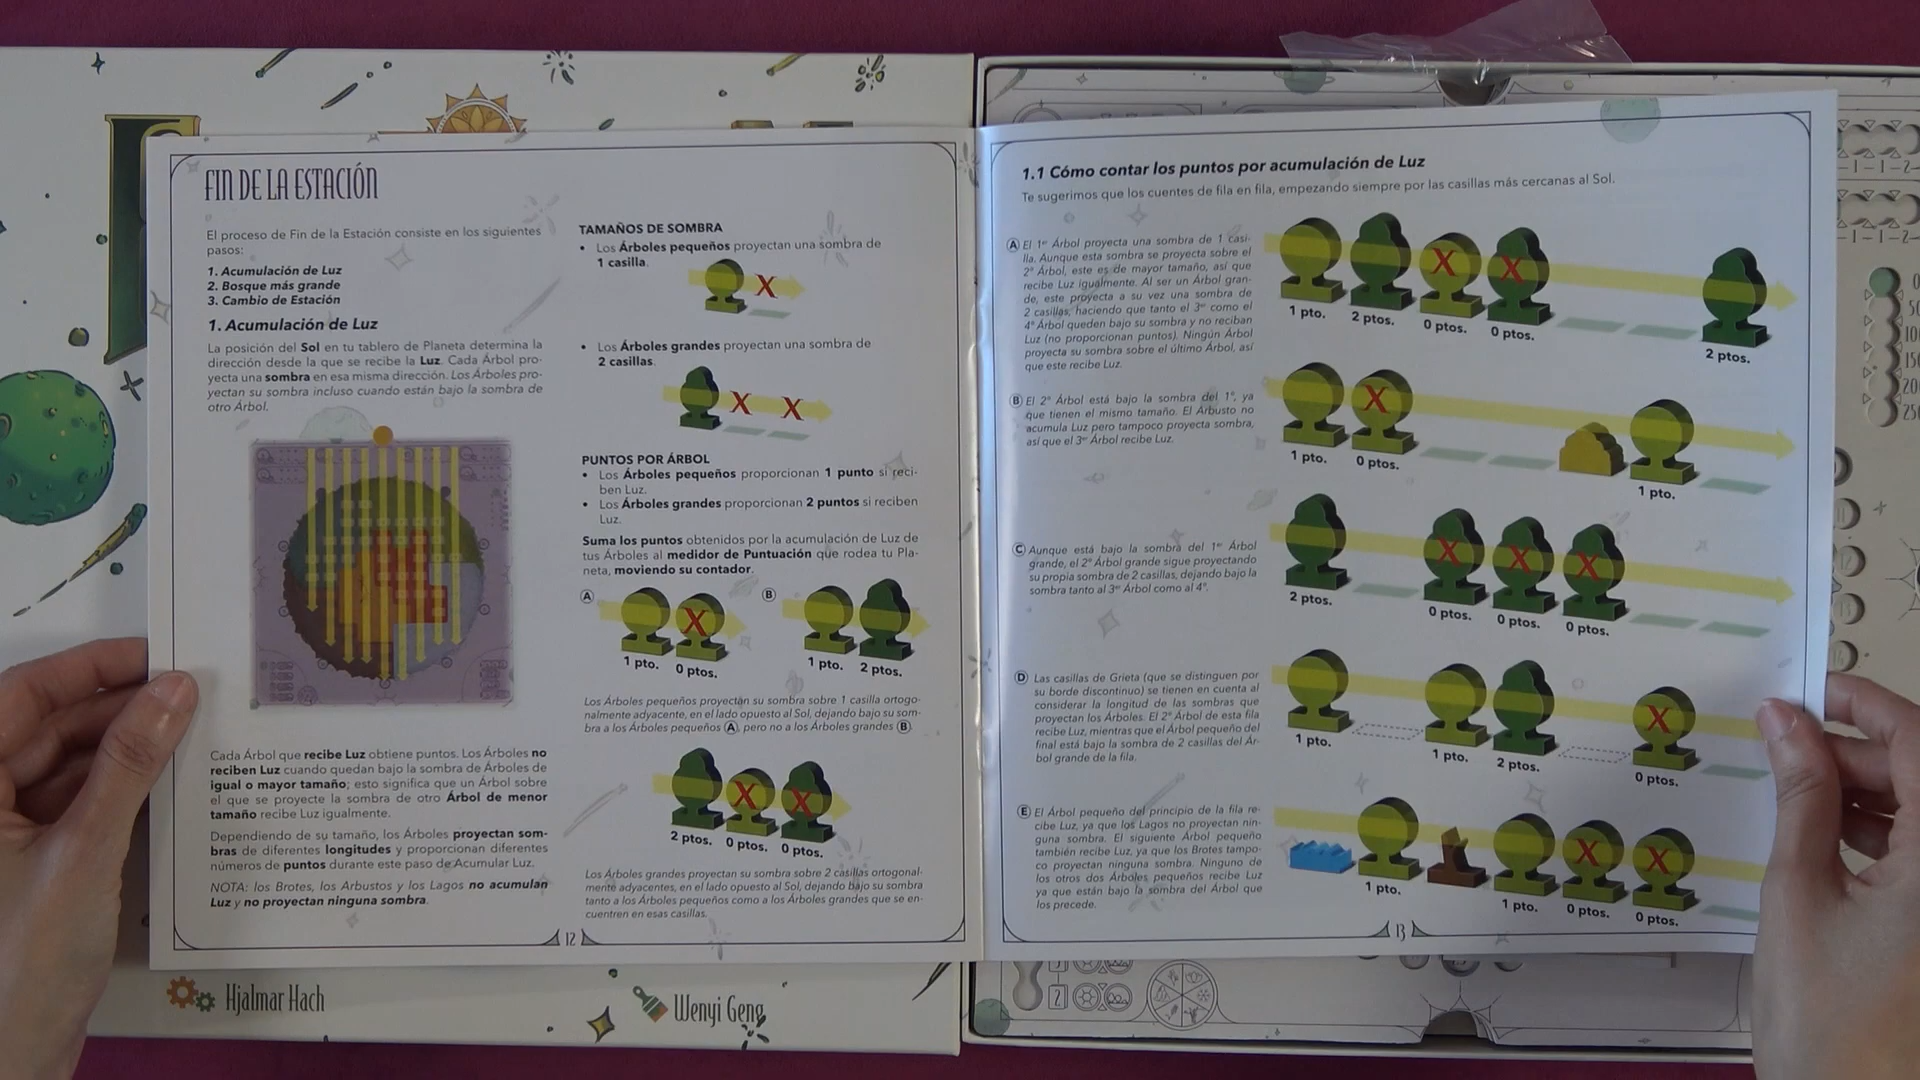 FIN DE LA ESTACIÓN
El proceso de Fin de la Estación consiste en los siguientes
pasos:
1. Acumulación de Luz
2. Bosque más grande
3. Cambio de Estación
1. Acumulación de Luz
La posición del Sol en tu tablero de Planeta determina la
dirección desde la que se recibe la Luz. Cada Árbol pro-
yecta una sombra en esa misma dirección. Los Árboles pro-
yectan su sombra incluso cuando están bajo la sombra de
otro Árbol.
Cada Árbol que recibe Luz obtiene puntos. Los Árboles no
reciben Luz cuando quedan bajo la sombra de Árboles de
igual o mayor tamaño; esto significa que un Árbol sobre
el que se proyecte la sombra de otro Árbol de menor
tamaño recibe Luz igualmente.
Dependiendo de su tamaño, los Árboles proyectan som-
bras de diferentes longitudes y proporcionan diferentes
números de puntos durante este paso de Acumular Luz.
NOTA: los Brotes, los Arbustos y los Lagos no acumulan
Luz y no proyectan ninguna sombra.
TAMAÑOS DE SOMBRA
• Los Árboles pequeños proyectan una sombra de
1 casilla.
X
• Los Árboles grandes proyectan una sombra de
2 casillas.
X X
PUNTOS POR ÁRBOL
• Los Árboles pequeños proporcionan 1 punto si reci-
ben Luz.
• Los Árboles grandes proporcionan 2 puntos si reciben
Luz.
Suma los puntos obtenidos por la acumulación de Luz de
tus Árboles al medidor de Puntuación que rodea tu Pla-
neta, moviendo su contador.
A B
X
1 pto. 0 ptos. 1 pto. 2 ptos.
Los Árboles pequeños proyectan su sombra sobre 1 casilla ortogo-
nalmente adyacente, en el lado opuesto al Sol, dejando bajo su som-
bra a los Árboles pequeños A, pero no a los Árboles grandes B.
X X
2 ptos. 0 ptos. 0 ptos.
Los Árboles grandes proyectan su sombra sobre 2 casillas ortogonal-
mente adyacentes, en el lado opuesto al Sol, dejando bajo su sombra
tanto a los Árboles pequeños como a los Árboles grandes que se en-
cuentren en esas casillas.
12
1.1 Cómo contar los puntos por acumulación de Luz
Te sugerimos que los cuentes de fila en fila, empezando siempre por las casillas más cercanas al Sol.
A El 1er Árbol proyecta una sombra de 1 casi-
lla. Aunque esta sombra se proyecta sobre el
2º Árbol, este es de mayor tamaño, así que
recibe Luz igualmente. Al ser un Árbol gran-
de, este proyecta a su vez una sombra de
2 casillas, haciendo que tanto el 3er como el
4º Árbol queden bajo su sombra y no reciban
Luz (no proporcionan puntos). Ningún Árbol
proyecta su sombra sobre el último Árbol, así
que este recibe Luz.
X X
1 pto. 2 ptos. 0 ptos. 0 ptos. 2 ptos.
B El 2º Árbol está bajo la sombra del 1º, ya
que tienen el mismo tamaño. El Arbusto no
acumula Luz pero tampoco proyecta sombra,
así que el 3er Árbol recibe Luz.
X
1 pto. 0 ptos. 1 pto.
C Aunque está bajo la sombra del 1er Árbol
grande, el 2º Árbol grande sigue proyectando
su propia sombra de 2 casillas, dejando bajo la
sombra tanto al 3er Árbol como al 4º.
X X X
2 ptos. 0 ptos. 0 ptos. 0 ptos.
D Las casillas de Grieta (que se distinguen por
su borde discontinuo) se tienen en cuenta al
considerar la longitud de las sombras que
proyectan los Árboles. El 2º Árbol de esta fila
recibe Luz, mientras que el Árbol pequeño del
final está bajo la sombra de 2 casillas del Ár-
bol grande de la fila.
X
1 pto. 1 pto. 2 ptos. 0 ptos.
E El Árbol pequeño del principio de la fila re-
cibe Luz, ya que los Lagos no proyectan nin-
guna sombra. El siguiente Árbol pequeño
también recibe Luz, ya que los Brotes tampo-
co proyectan ninguna sombra. Ninguno de
los otros dos Árboles pequeños recibe Luz
ya que están bajo la sombra del Árbol que
los precede.
X X
1 pto. 1 pto. 0 ptos. 0 ptos.
13
Hjalmar Hach
Wenyi Geng